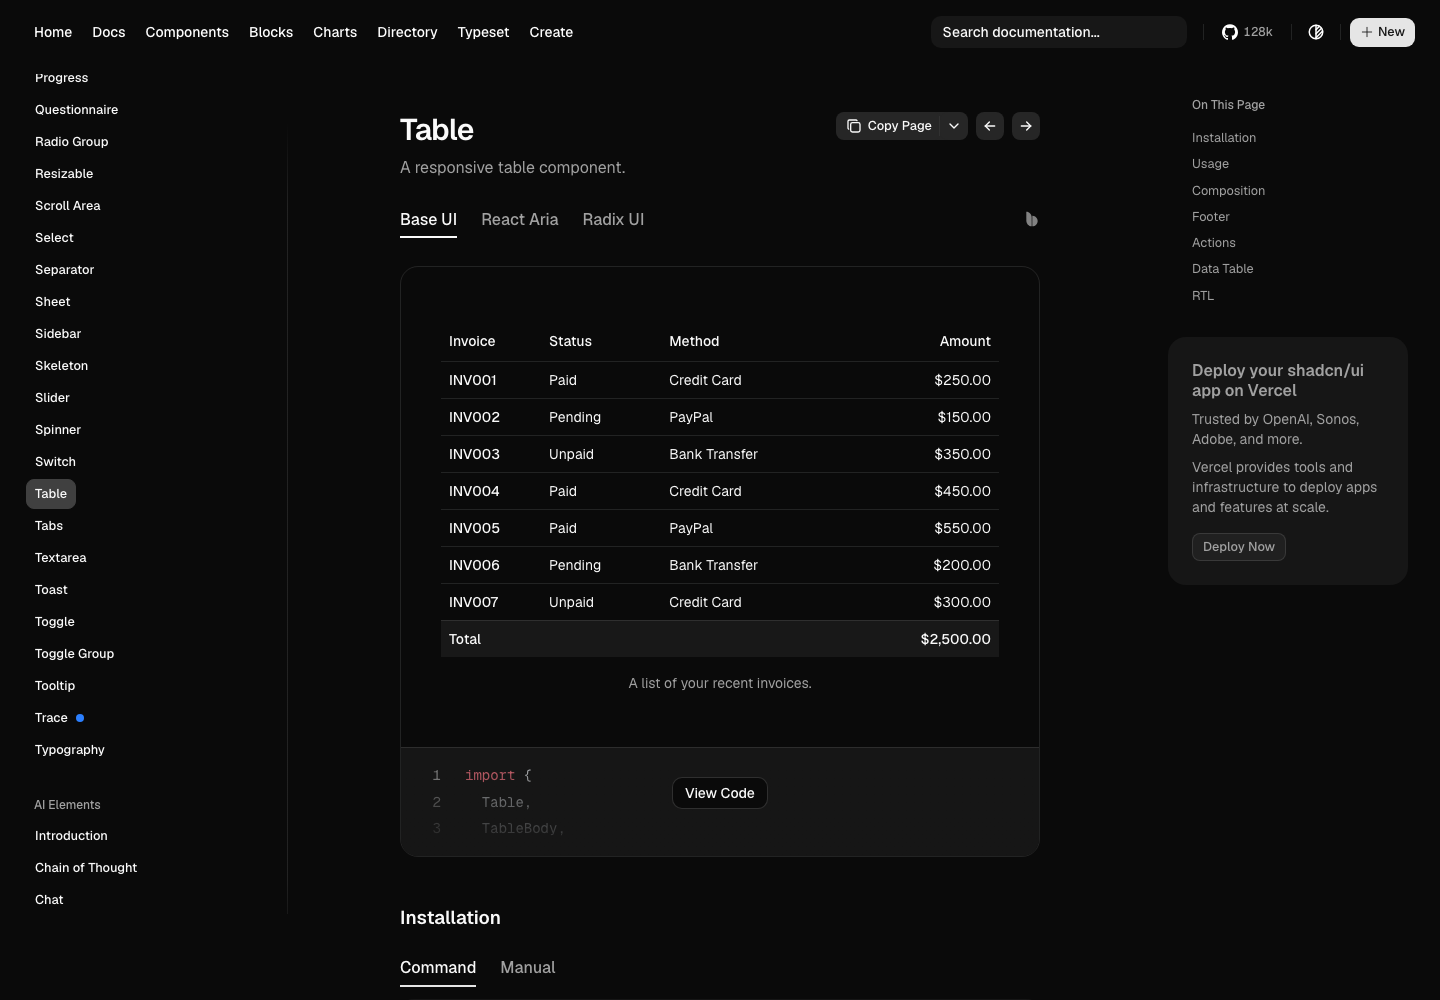 Home Docs Components Blocks Charts Directory Typeset Create
Search documentation...
128k
New
Progress
Questionnaire
Radio Group
Resizable
Scroll Area
Select
Separator
Sheet
Sidebar
Skeleton
Slider
Spinner
Switch
Table
Tabs
Textarea
Toast
Toggle
Toggle Group
Tooltip
Trace
Typography
AI Elements
Introduction
Chain of Thought
Chat
Table
Copy Page
A responsive table component.
Base UI React Aria Radix UI
Invoice Status Method Amount
INV001 Paid Credit Card $250.00
INV002 Pending PayPal $150.00
INV003 Unpaid Bank Transfer $350.00
INV004 Paid Credit Card $450.00
INV005 Paid PayPal $550.00
INV006 Pending Bank Transfer $200.00
INV007 Unpaid Credit Card $300.00
Total $2,500.00
A list of your recent invoices.
1 import {
2 Table,
3 TableBody,
View Code
Installation
Command Manual
On This Page
Installation
Usage
Composition
Footer
Actions
Data Table
RTL
Deploy your shadcn/ui
app on Vercel
Trusted by OpenAI, Sonos,
Adobe, and more.
Vercel provides tools and
infrastructure to deploy apps
and features at scale.
Deploy Now